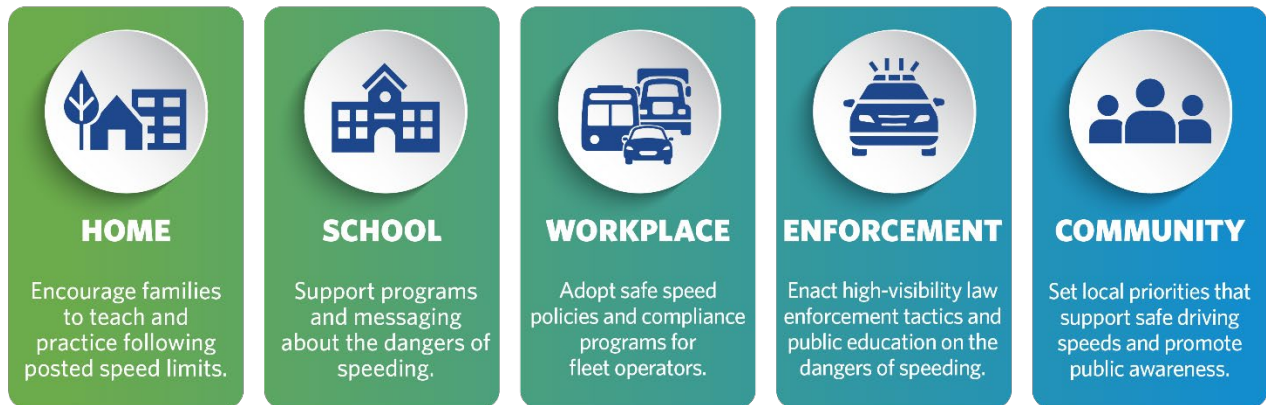 HOME
Encourage families
to teach and
practice following
posted speed limits.
SCHOOL
Support programs
and messaging
about the dangers of
speeding.
WORKPLACE
Adopt safe speed
policies and compliance
programs for
fleet operators.
ENFORCEMENT
Enact high-visibility law
enforcement tactics and
public education on the
dangers of speeding.
COMMUNITY
Set local priorities that
support safe driving
speeds and promote
public awareness.